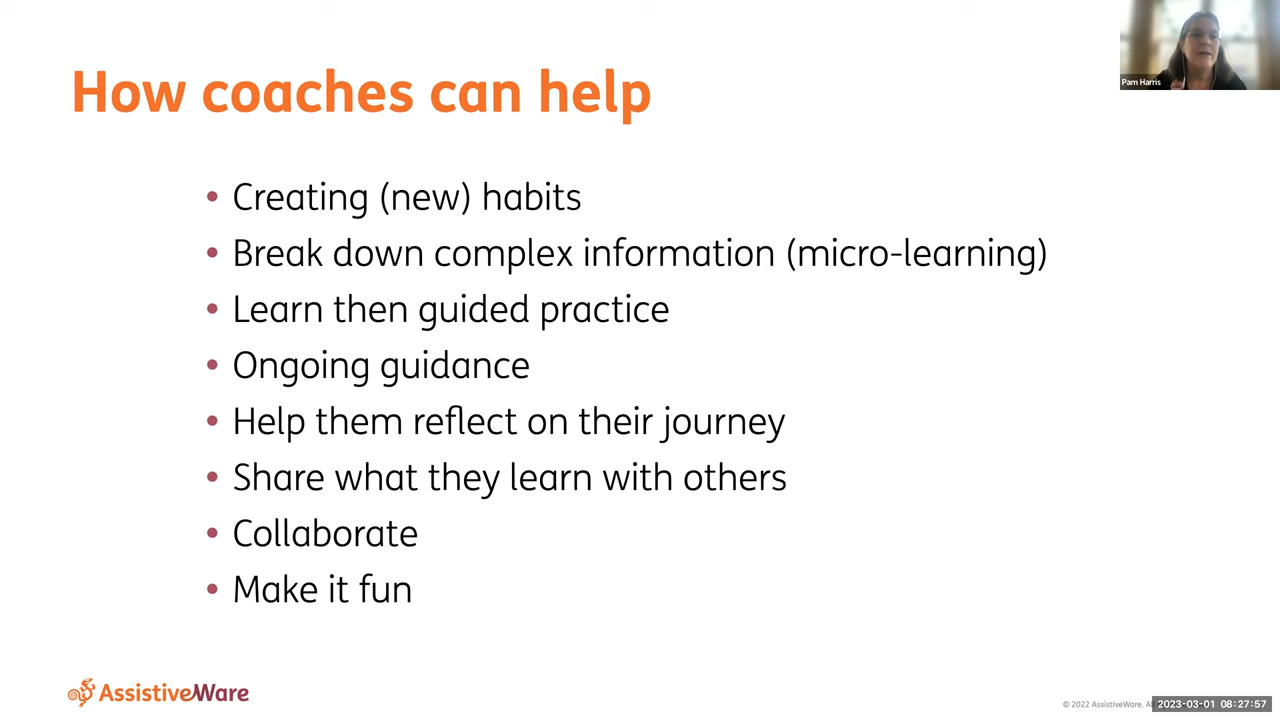 How coaches can help
Pam Harris
• Creating (new) habits
• Break down complex information (micro-learning)
• Learn then guided practice
• Ongoing guidance
• Help them reflect on their journey
• Share what they learn with others
• Collaborate
• Make it fun
AssistiveWare
© 2022 AssistiveWare,
2023-03-01 08:27:57